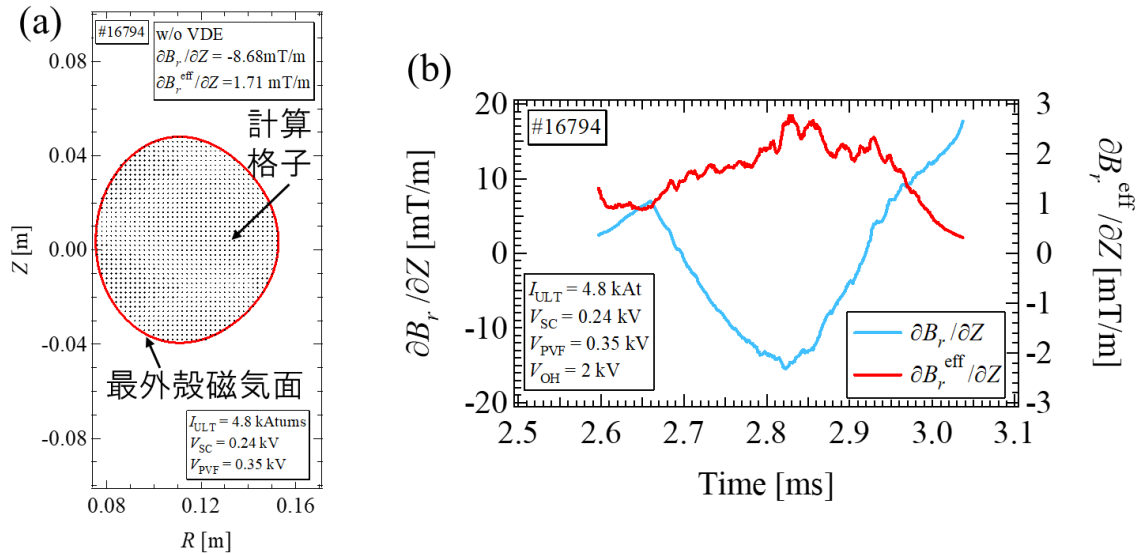 (a)
#16794
w/o VDE
∂B_r/∂Z = -8.68mT/m
∂B_r^eff/∂Z =1.71 mT/m
計算
格子
最外殻磁気面
I_ULT = 4.8 kAtums
V_SC = 0.24 kV
V_PVF = 0.35 kV
0.08
0.04
0.00
-0.04
-0.08
Z [m]
0.08 0.12 0.16
R [m]
(b)
#16794
I_ULT = 4.8 kAt
V_SC = 0.24 kV
V_PVF = 0.35 kV
V_OH = 2 kV
∂B_r/∂Z
∂B_r^eff/∂Z
20
10
0
-10
-20
∂B_r/∂Z [mT/m]
3
2
1
0
-1
-2
-3
∂B_r^eff/∂Z [mT/m]
2.5 2.6 2.7 2.8 2.9 3.0 3.1
Time [ms]